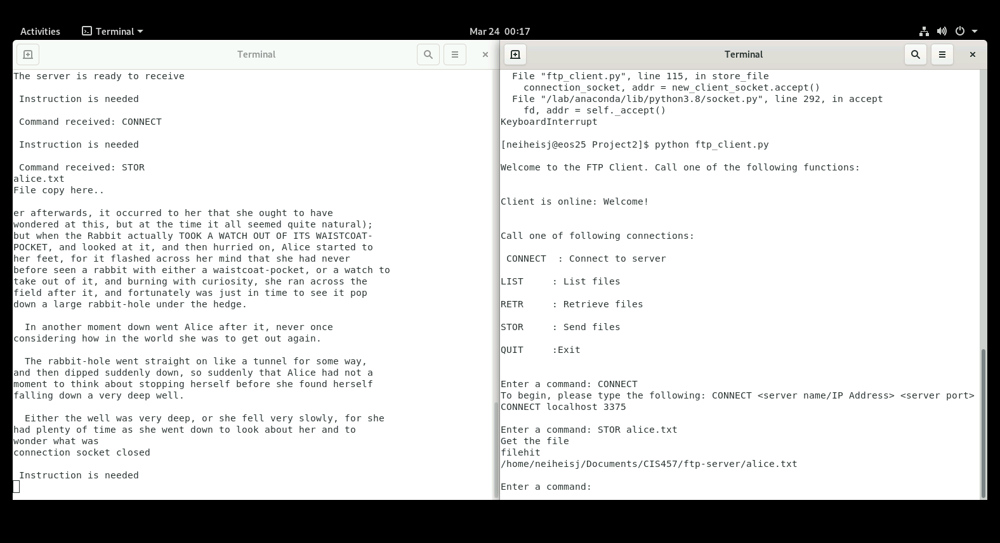 Activities
Terminal
Mar 24 00:17
Terminal
The server is ready to receive
Instruction is needed
Command received: CONNECT
Instruction is needed
Command received: STOR
alice.txt
File copy here..
er afterwards, it occurred to her that she ought to have
wondered at this, but at the time it all seemed quite natural);
but when the Rabbit actually TOOK A WATCH OUT OF ITS WAISTCOAT-
POCKET, and looked at it, and then hurried on, Alice started to
her feet, for it flashed across her mind that she had never
before seen a rabbit with either a waistcoat-pocket, or a watch to
take out of it, and burning with curiosity, she ran across the
field after it, and fortunately was just in time to see it pop
down a large rabbit-hole under the hedge.
In another moment down went Alice after it, never once
considering how in the world she was to get out again.
The rabbit-hole went straight on like a tunnel for some way,
and then dipped suddenly down, so suddenly that Alice had not a
moment to think about stopping herself before she found herself
falling down a very deep well.
Either the well was very deep, or she fell very slowly, for she
had plenty of time as she went down to look about her and to
wonder what was
connection socket closed
Instruction is needed
Terminal
File "ftp_client.py", line 115, in store_file
connection_socket, addr = new_client_socket.accept()
File "/lab/anaconda/lib/python3.8/socket.py", line 292, in accept
fd, addr = self._accept()
KeyboardInterrupt
[neiheisj@eos25 Project2]$ python ftp_client.py
Welcome to the FTP Client. Call one of the following functions:
Client is online: Welcome!
Call one of following connections:
CONNECT  : Connect to server
LIST     : List files
RETR     : Retrieve files
STOR     : Send files
QUIT     :Exit
Enter a command: CONNECT
To begin, please type the following: CONNECT <server name/IP Address> <server port>
CONNECT localhost 3375
Enter a command: STOR alice.txt
Get the file
filehit
/home/neiheisj/Documents/CIS457/ftp-server/alice.txt
Enter a command: